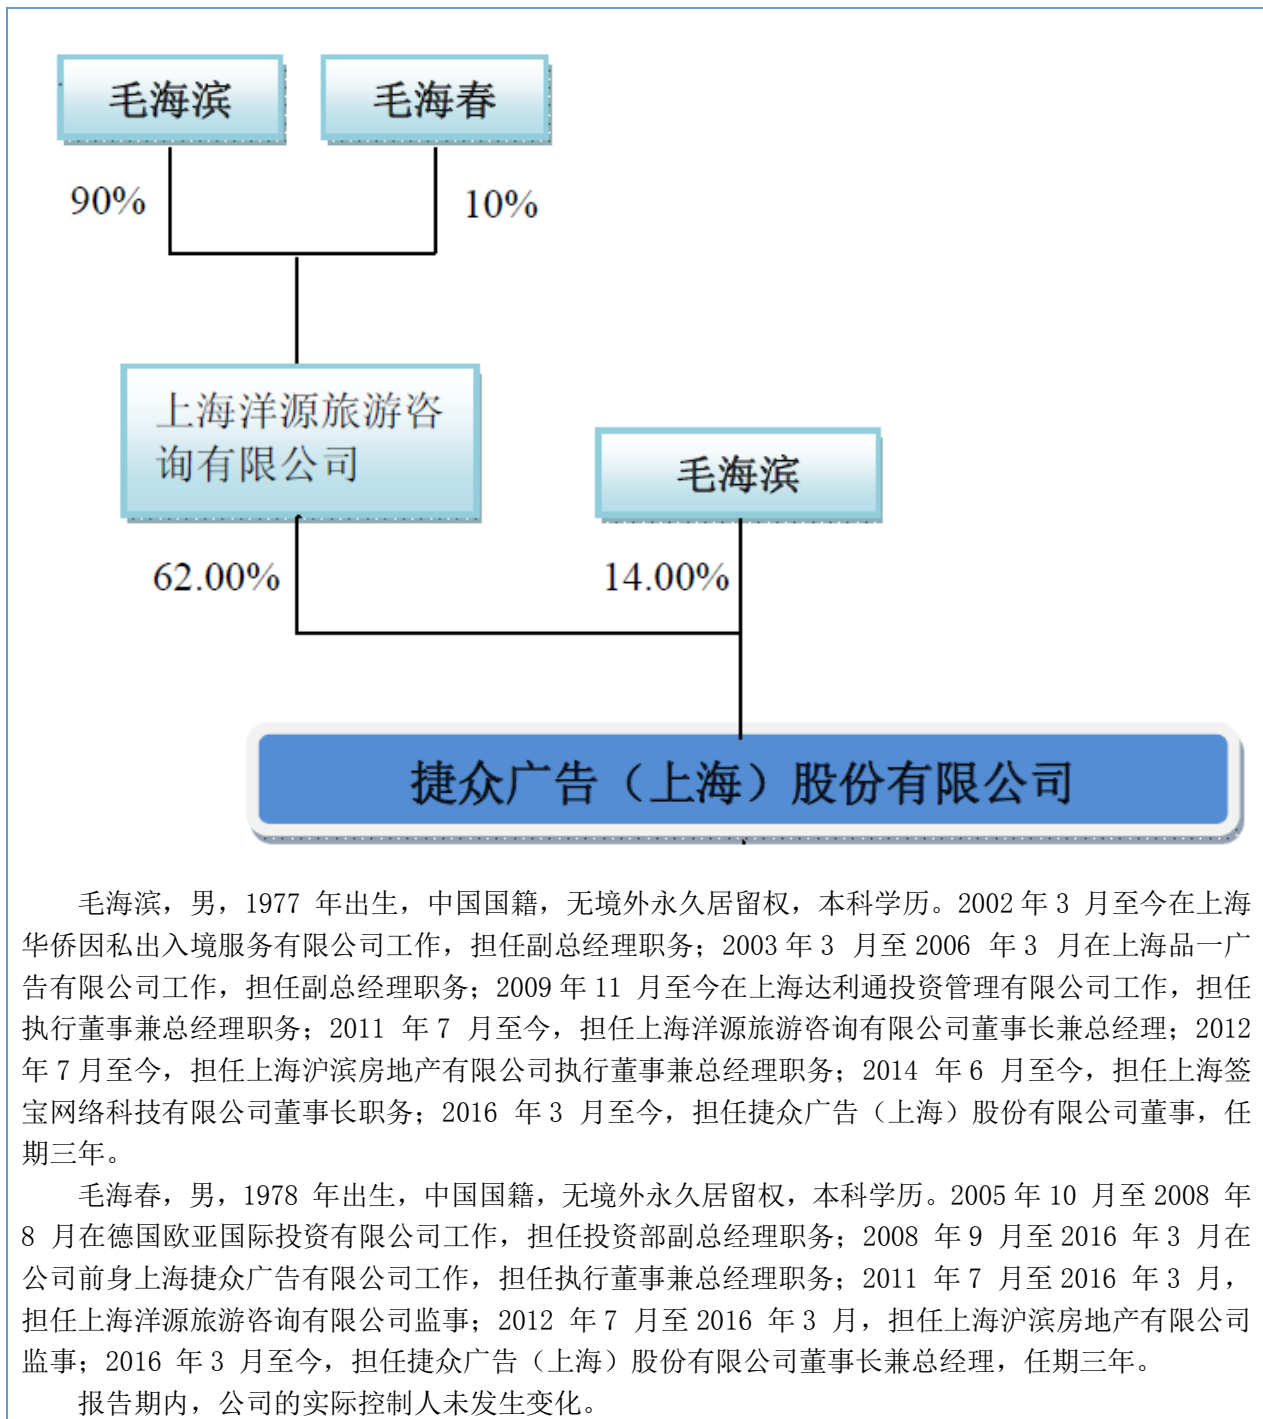 毛海滨
毛海春
90%
10%
上海洋源旅游咨
询有限公司
毛海滨
62.00%
14.00%
捷众广告（上海）股份有限公司
毛海滨，男，1977 年出生，中国国籍，无境外永久居留权，本科学历。2002 年 3 月至今在上海
华侨因私出入境服务有限公司工作，担任副总经理职务；2003 年 3 月至 2006 年 3 月在上海品一广
告有限公司工作，担任副总经理职务；2009 年 11 月至今在上海达利通投资管理有限公司工作，担任
执行董事兼总经理职务；2011 年 7 月至今，担任上海洋源旅游咨询有限公司董事长兼总经理；2012
年 7 月至今，担任上海沪滨房地产有限公司执行董事兼总经理职务；2014 年 6 月至今，担任上海签
宝网络科技有限公司董事长职务；2016 年 3 月至今，担任捷众广告（上海）股份有限公司董事，任
期三年。
毛海春，男，1978 年出生，中国国籍，无境外永久居留权，本科学历。2005 年 10 月至 2008 年
8 月在德国欧亚国际投资有限公司工作，担任投资部副总经理职务；2008 年 9 月至 2016 年 3 月在
公司前身上海捷众广告有限公司工作，担任执行董事兼总经理职务；2011 年 7 月至 2016 年 3 月，
担任上海洋源旅游咨询有限公司监事；2012 年 7 月至 2016 年 3 月，担任上海沪滨房地产有限公司
监事；2016 年 3 月至今，担任捷众广告（上海）股份有限公司董事长兼总经理，任期三年。
报告期内，公司的实际控制人未发生变化。